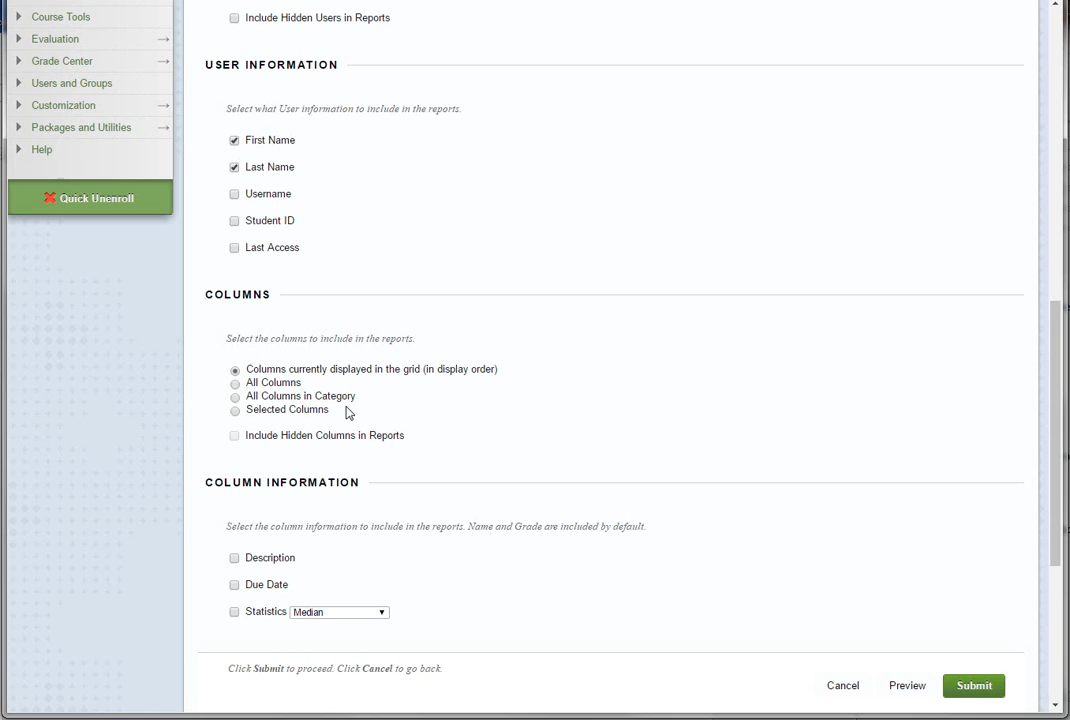 Course Tools
Evaluation
Grade Center
Users and Groups
Customization
Packages and Utilities
Help
Quick Unenroll
Include Hidden Users in Reports
USER INFORMATION
Select what User information to include in the reports.
First Name
Last Name
Username
Student ID
Last Access
COLUMNS
Select the columns to include in the reports.
Columns currently displayed in the grid (in display order)
All Columns
All Columns in Category
Selected Columns
Include Hidden Columns in Reports
COLUMN INFORMATION
Select the column information to include in the reports. Name and Grade are included by default.
Description
Due Date
Statistics Median
Click Submit to proceed. Click Cancel to go back.
Cancel Preview Submit